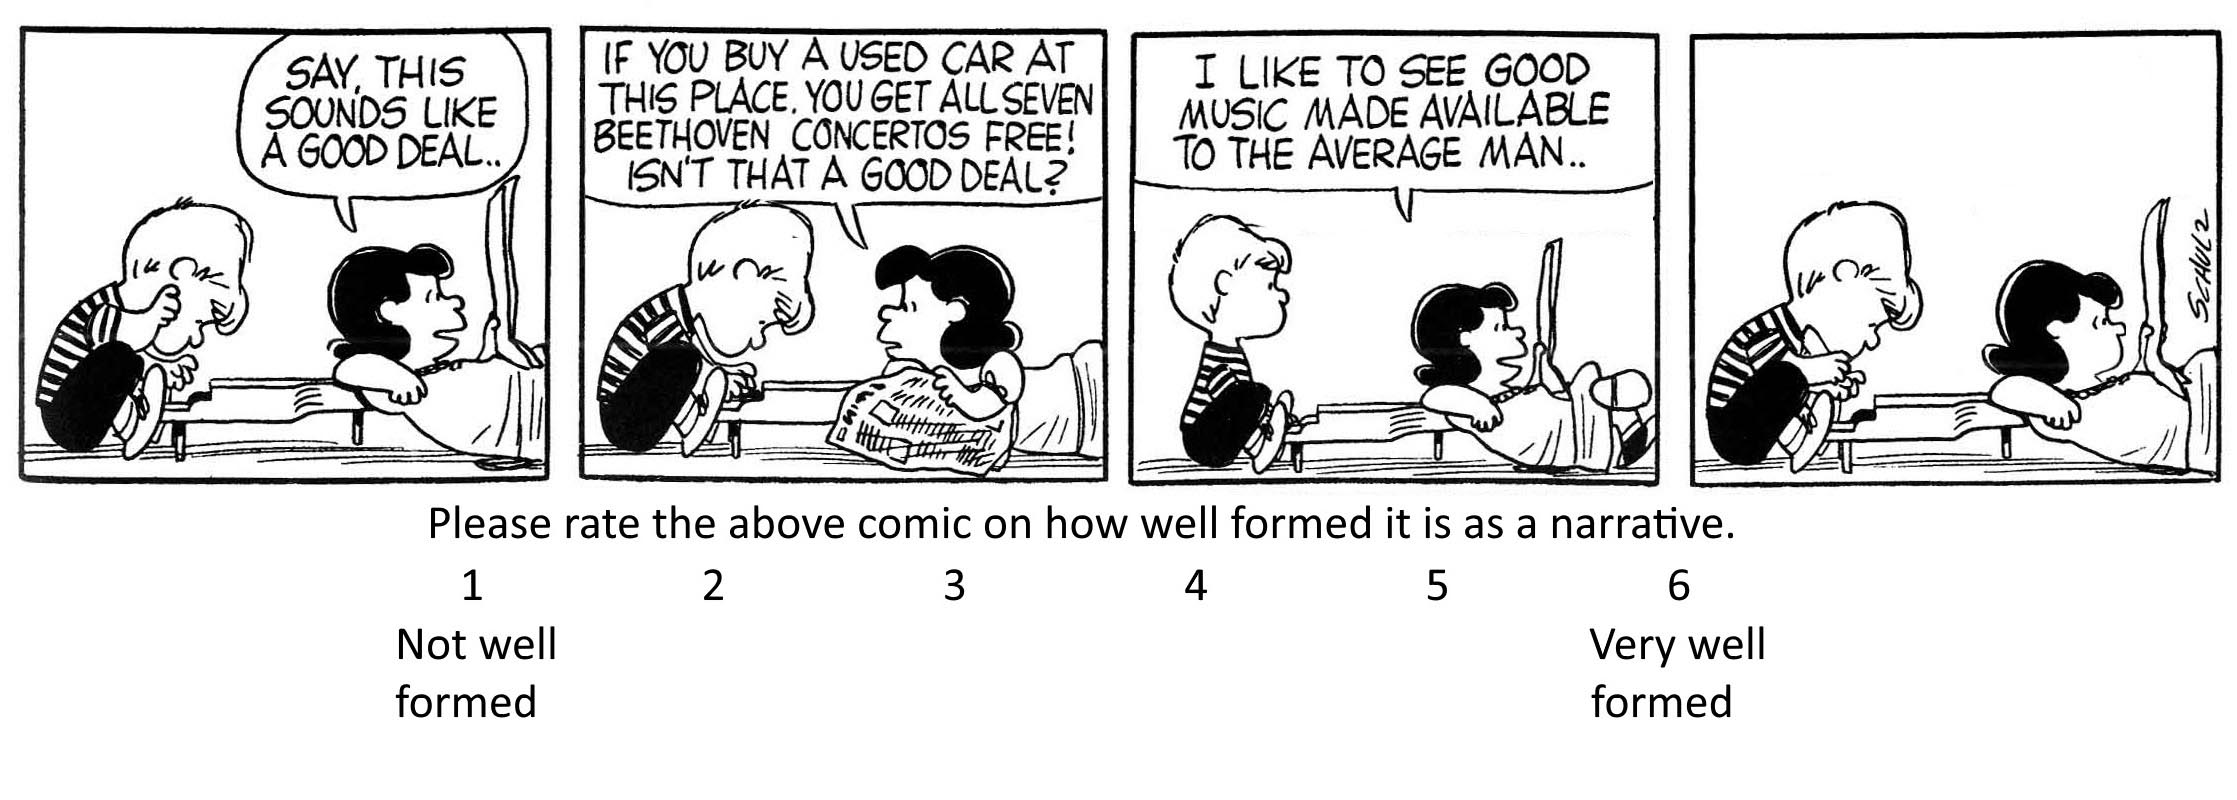 SAY, THIS
SOUNDS LIKE
A GOOD DEAL..
IF YOU BUY A USED CAR AT
THIS PLACE, YOU GET ALL SEVEN
BEETHOVEN CONCERTOS FREE!
ISN'T THAT A GOOD DEAL?
I LIKE TO SEE GOOD
MUSIC MADE AVAILABLE
TO THE AVERAGE MAN..
SCHULZ
Please rate the above comic on how well formed it is as a narrative.
1 2 3 4 5 6
Not well
formed
Very well
formed